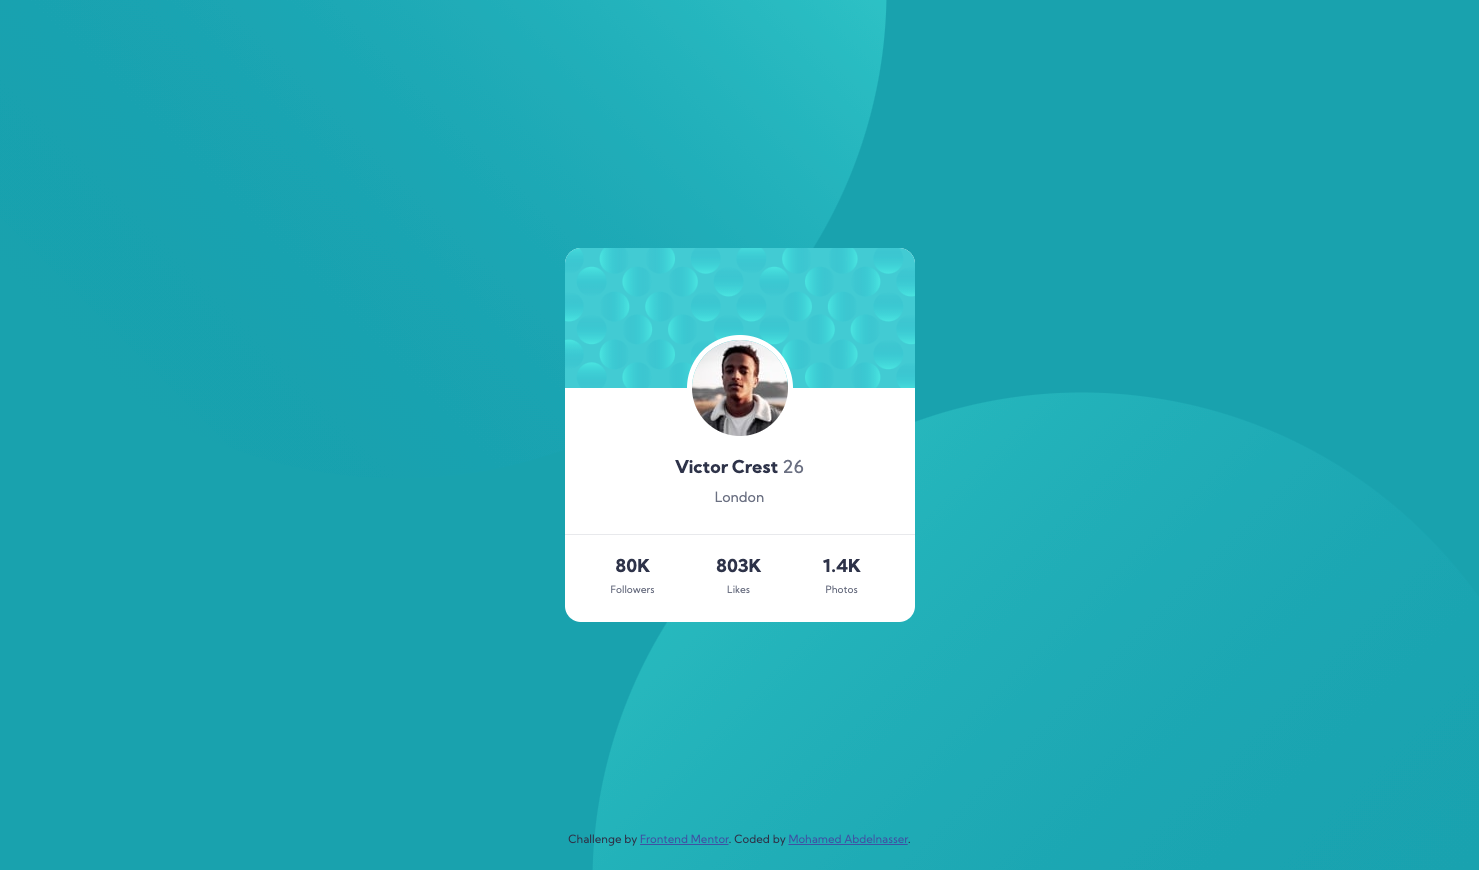 Victor Crest 26
London
80K 803K 1.4K
Followers Likes Photos
Challenge by Frontend Mentor. Coded by Mohamed Abdelnasser.